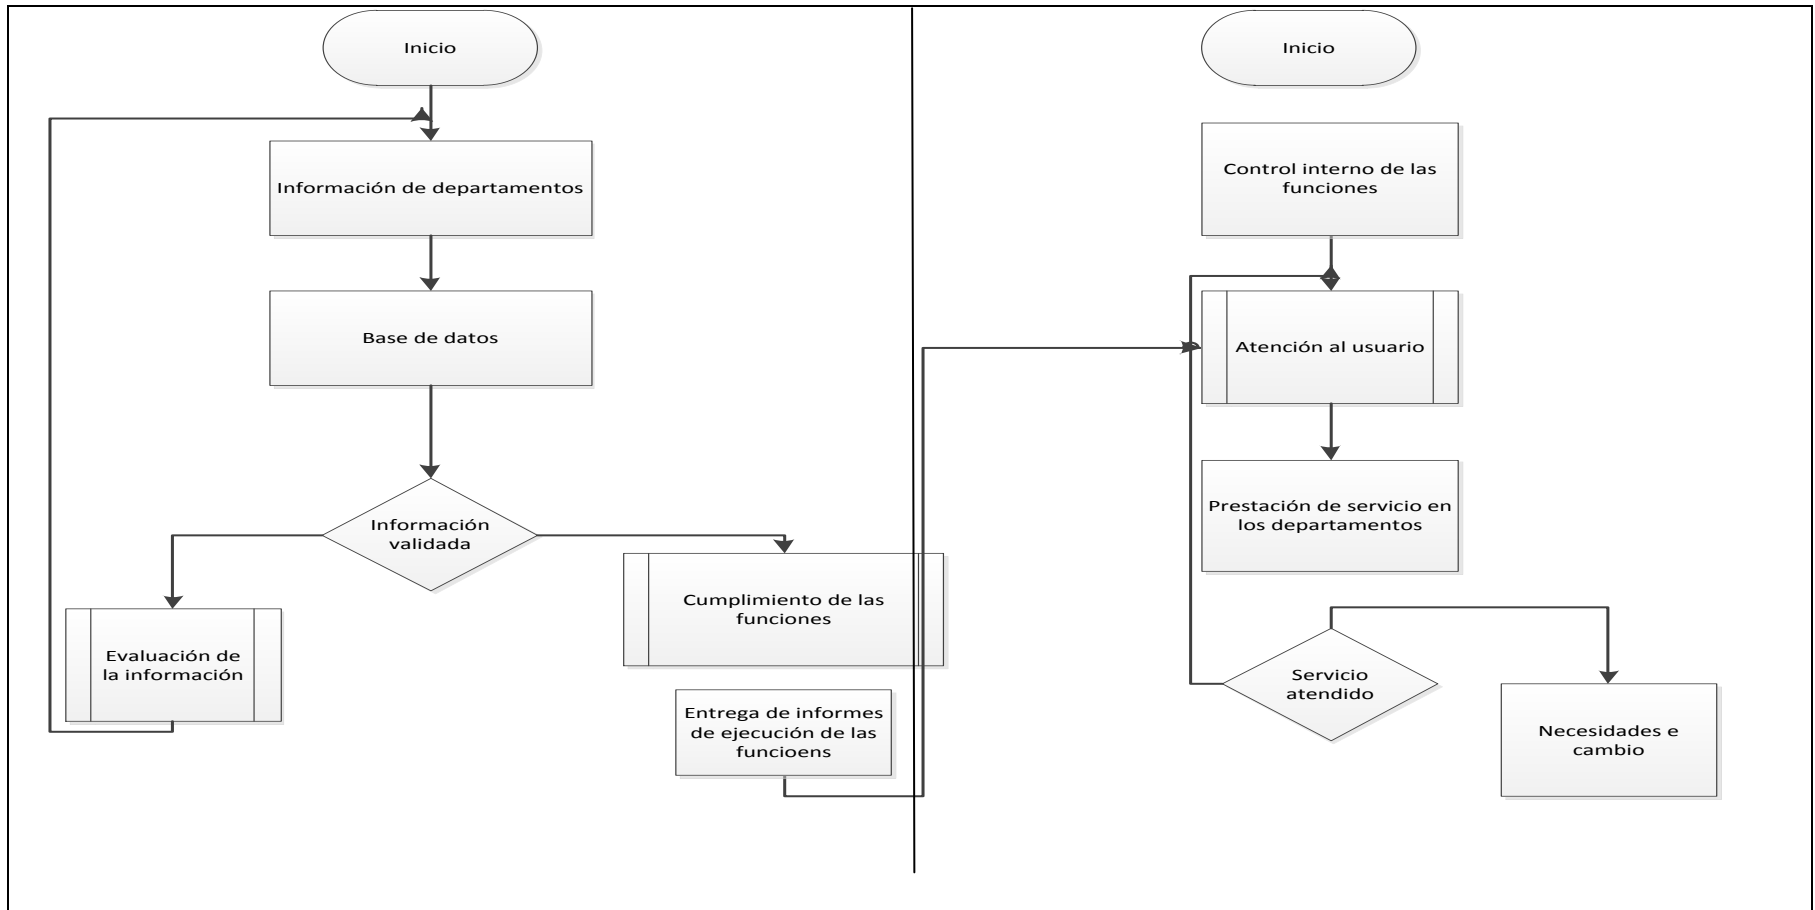 Inicio
Información de departamentos
Base de datos
Información
validada
Evaluación de
la información
Cumplimiento de las
funciones
Entrega de informes
de ejecución de las
funcioens
Inicio
Control interno de las
funciones
Atención al usuario
Prestación de servicio en
los departamentos
Servicio
atendido
Necesidades e
cambio